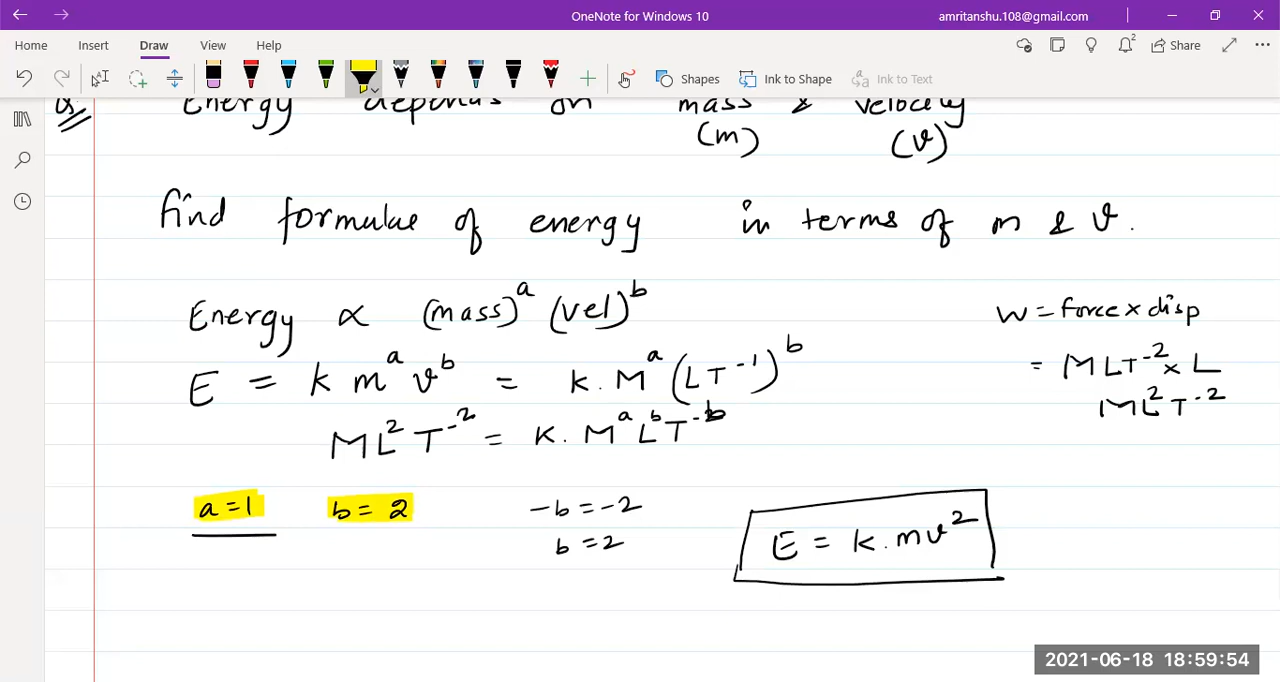 OneNote for Windows 10
amritanshu.108@gmail.com
Home Insert Draw View Help
Share
Shapes Ink to Shape Ink to Text
Q. Energy depends on mass & velocity
(m) (v)
find formulae of energy in terms of m & v.
Energy ∝ (mass)^a (vel)^b
W = force × disp
E = k m^a v^b = k. M^a (LT^-1)^b
= MLT^-2 × L
ML^2 T^-2
ML^2 T^-2 = k. M^a L^b T^-b
a = 1 b = 2 -b = -2
b = 2
E = k. mv^2
2021-06-18 18:59:54